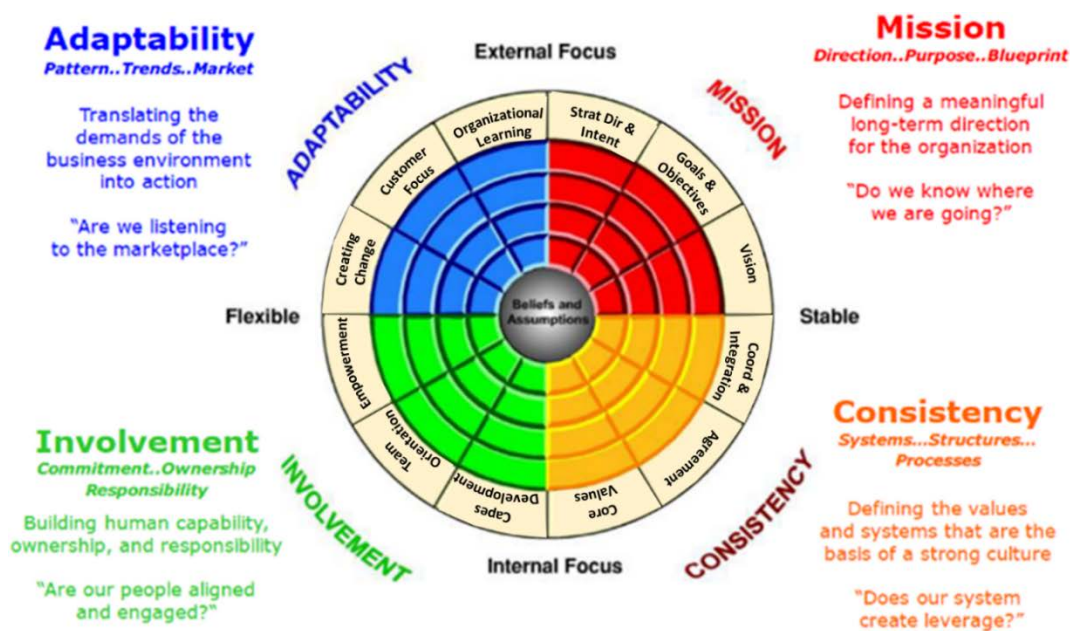 Adaptability
Pattern..Trends..Market
Translating the
demands of the
business environment
into action
“Are we listening
to the marketplace?”
ADAPTABILITY
External Focus
MISSION
Mission
Direction..Purpose..Blueprint
Defining a meaningful
long-term direction
for the organization
“Do we know where
we are going?”
Creating
Change
Customer
Focus
Organizational
Learning
Strat Dir &
Intent
Goals &
Objectives
Vision
Flexible
Beliefs and
Assumptions
Stable
Empowerment
Team
Orientation
Capes
Development
Core
Values
Agreement
Coord &
Integration
Involvement
Commitment..Ownership
Responsibility
Building human capability,
ownership, and responsibility
“Are our people aligned
and engaged?“
INVOLVEMENT
Internal Focus
CONSISTENCY
Consistency
Systems...Structures...
Processes
Defining the values
and systems that are the
basis of a strong culture
“Does our system
create leverage?”